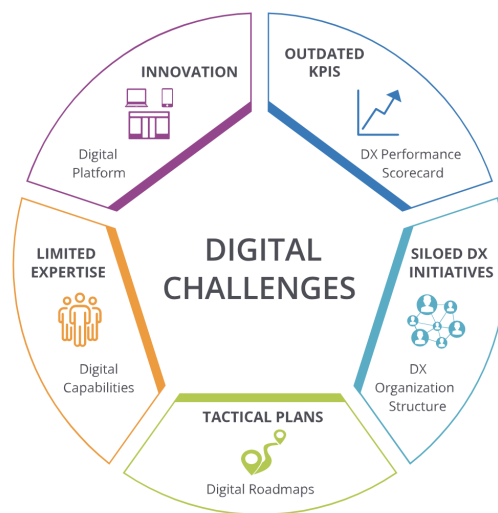 INNOVATION
Digital
Platform
OUTDATED
KPIS
DX Performance
Scorecard
LIMITED
EXPERTISE
Digital
Capabilities
DIGITAL
CHALLENGES
SILOED DX
INITIATIVES
DX
Organization
Structure
TACTICAL PLANS
Digital Roadmaps